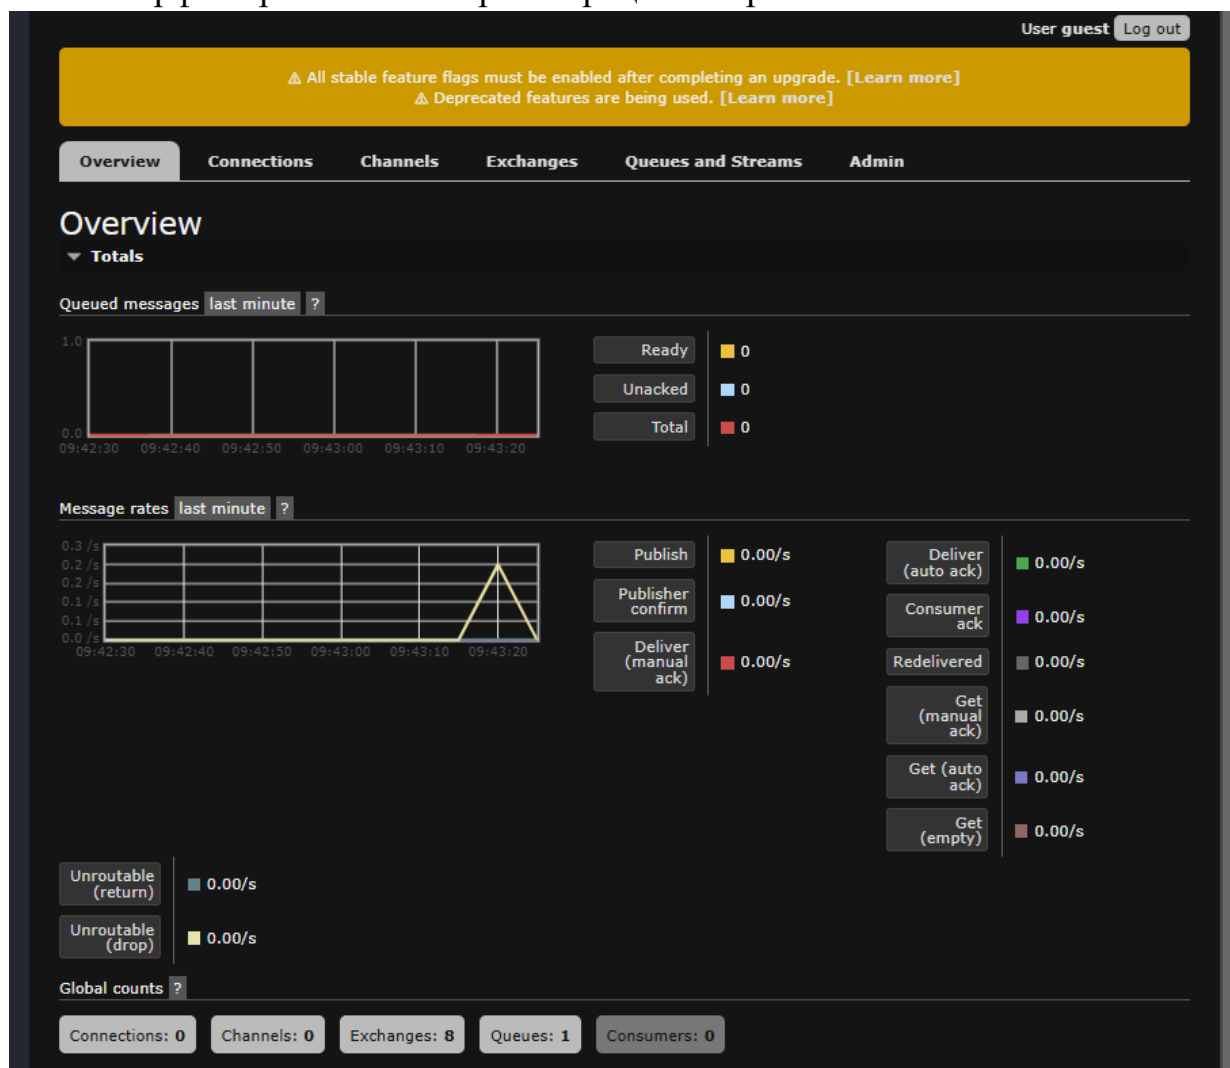 User guest Log out
⚠ All stable feature flags must be enabled after completing an upgrade. [Learn more]
⚠ Deprecated features are being used. [Learn more]
Overview Connections Channels Exchanges Queues and Streams Admin
Overview
Totals
Queued messages last minute ?
1.0
0.0
09:42:30 09:42:40 09:42:50 09:43:00 09:43:10 09:43:20
Ready 0
Unacked 0
Total 0
Message rates last minute ?
0.3 /s
0.2 /s
0.2 /s
0.1 /s
0.1 /s
0.0 /s
09:42:30 09:42:40 09:42:50 09:43:00 09:43:10 09:43:20
Publish 0.00/s
Publisher
confirm 0.00/s
Deliver
(manual
ack) 0.00/s
Deliver
(auto ack) 0.00/s
Consumer
ack 0.00/s
Redelivered 0.00/s
Get
(manual
ack) 0.00/s
Get (auto
ack) 0.00/s
Get
(empty) 0.00/s
Unroutable
(return) 0.00/s
Unroutable
(drop) 0.00/s
Global counts ?
Connections: 0 Channels: 0 Exchanges: 8 Queues: 1 Consumers: 0